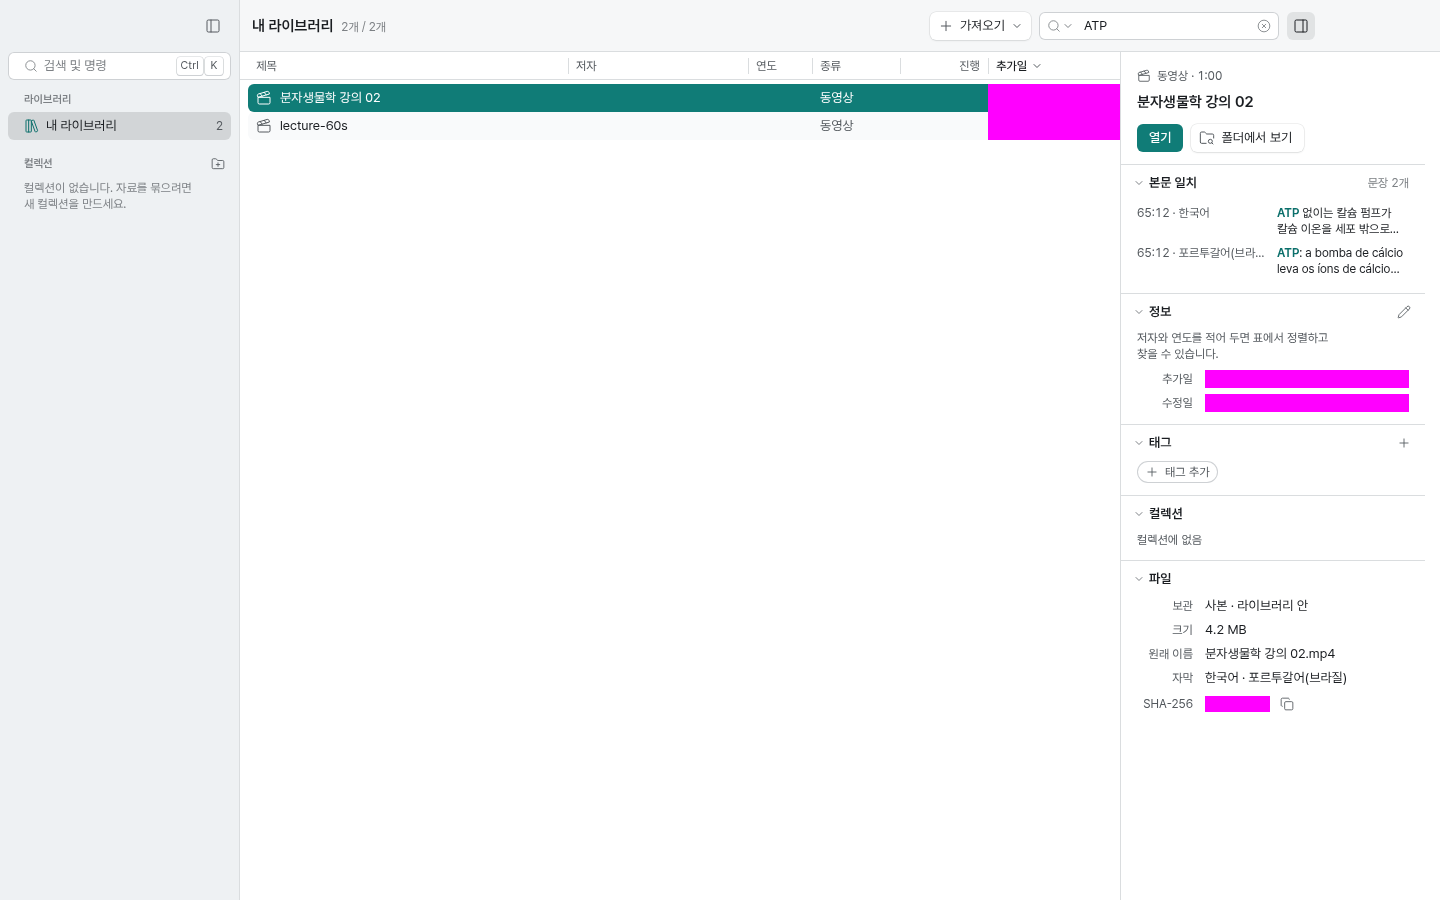 내 라이브러리 2개 / 2개
가져오기
ATP
검색 및 명령 Ctrl K
라이브러리
내 라이브러리 2
컬렉션
컬렉션이 없습니다. 자료를 묶으려면
새 컬렉션을 만드세요.
제목 저자 연도 종류 진행 추가일
분자생물학 강의 02 동영상
lecture-60s 동영상
동영상 · 1:00
분자생물학 강의 02
열기 폴더에서 보기
본문 일치 문장 2개
65:12 · 한국어 ATP 없이는 칼슘 펌프가
칼슘 이온을 세포 밖으로...
65:12 · 포르투갈어(브라... ATP: a bomba de cálcio
leva os íons de cálcio...
정보
저자와 연도를 적어 두면 표에서 정렬하고
찾을 수 있습니다.
추가일
수정일
태그
태그 추가
컬렉션
컬렉션에 없음
파일
보관 사본 · 라이브러리 안
크기 4.2 MB
원래 이름 분자생물학 강의 02.mp4
자막 한국어 · 포르투갈어(브라질)
SHA-256